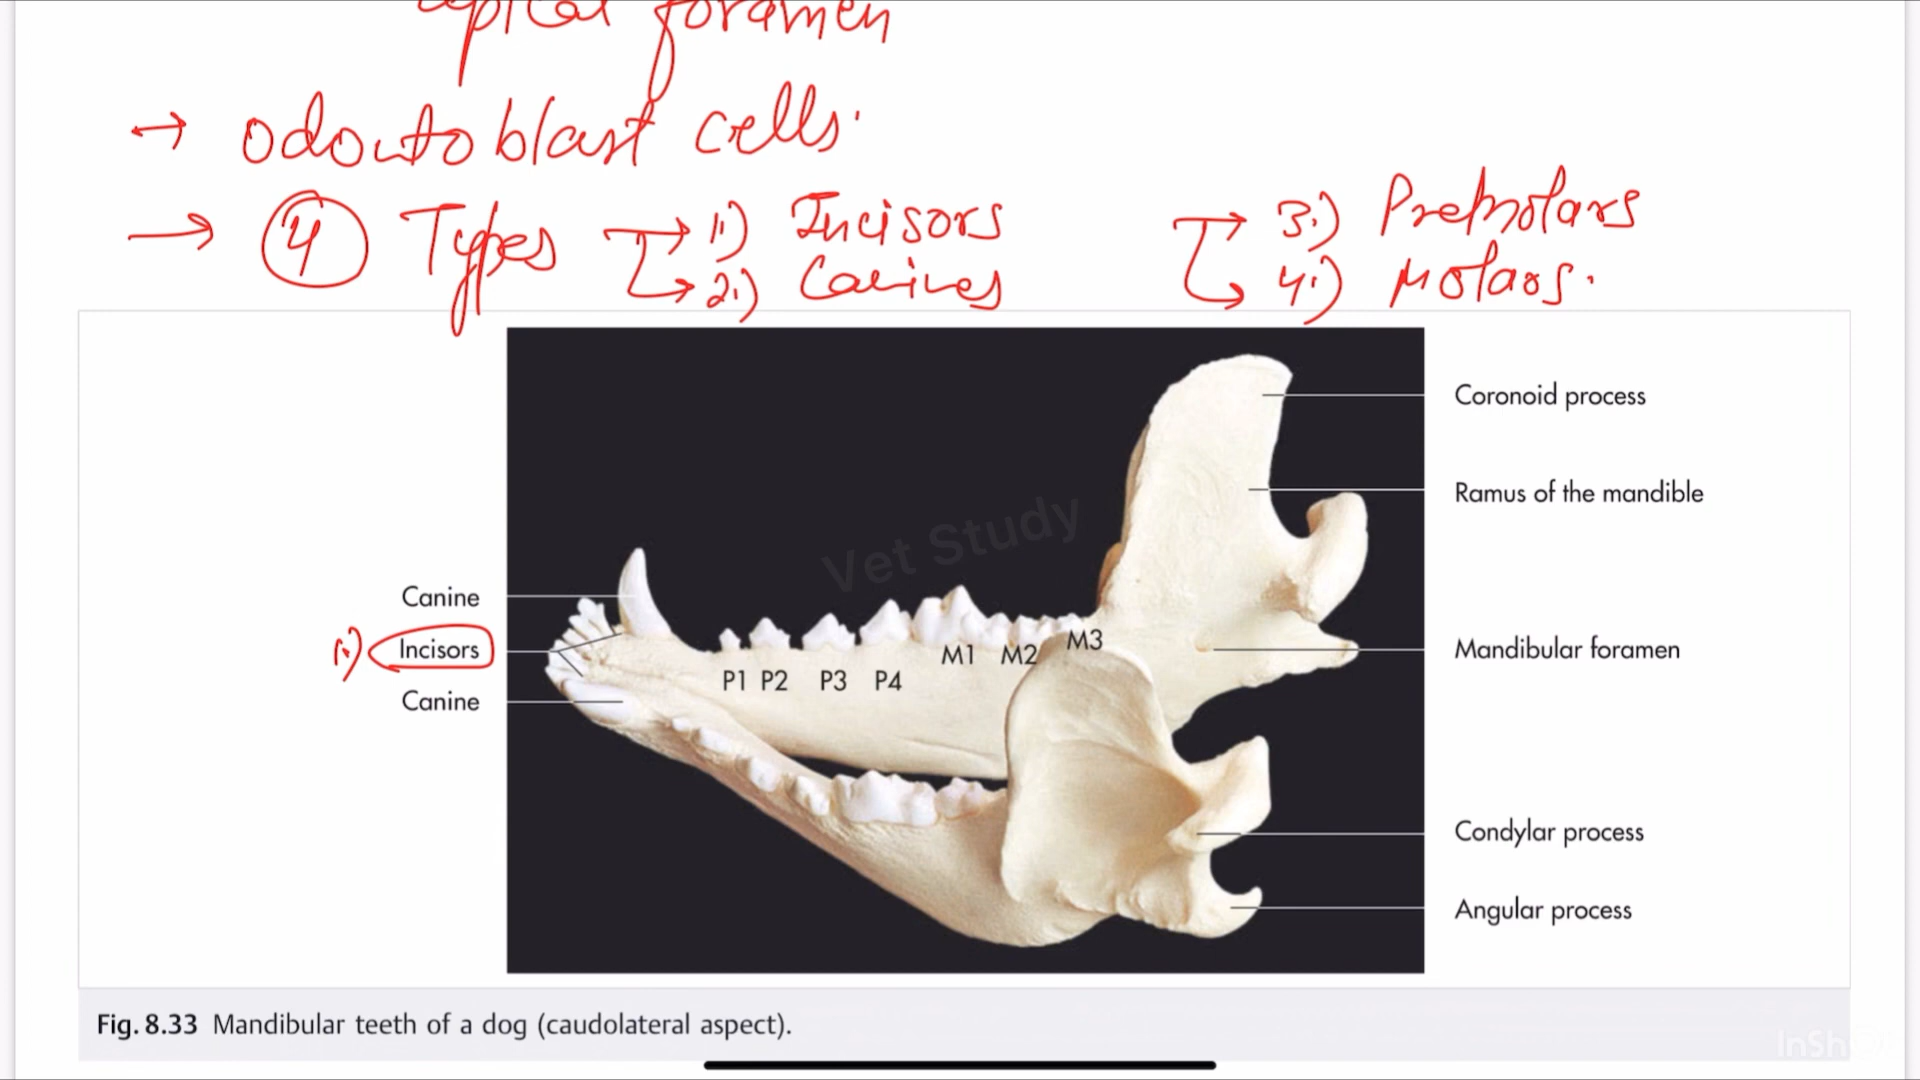 apical foramen
→ odontoblast cells.
→ 4 Types → 1.) Incisors → 3.) Premolars
→ 2.) Canines → 4.) Molars.
Coronoid process
Ramus of the mandible
Vet Study
Canine
1.) Incisors
Canine
M1 M2 M3
P1 P2 P3 P4
Mandibular foramen
Condylar process
Angular process
Fig. 8.33 Mandibular teeth of a dog (caudolateral aspect).